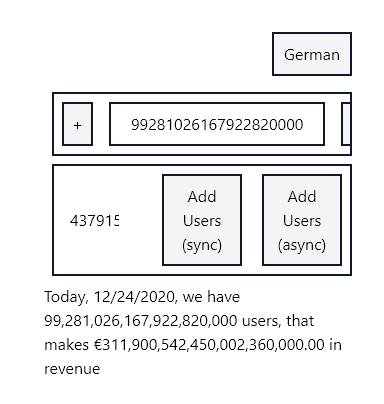 German
+
99281026167922820000
437915
Add
Users
(sync)
Add
Users
(async)
Today, 12/24/2020, we have
99,281,026,167,922,820,000 users, that
makes €311,900,542,450,002,360,000.00 in
revenue